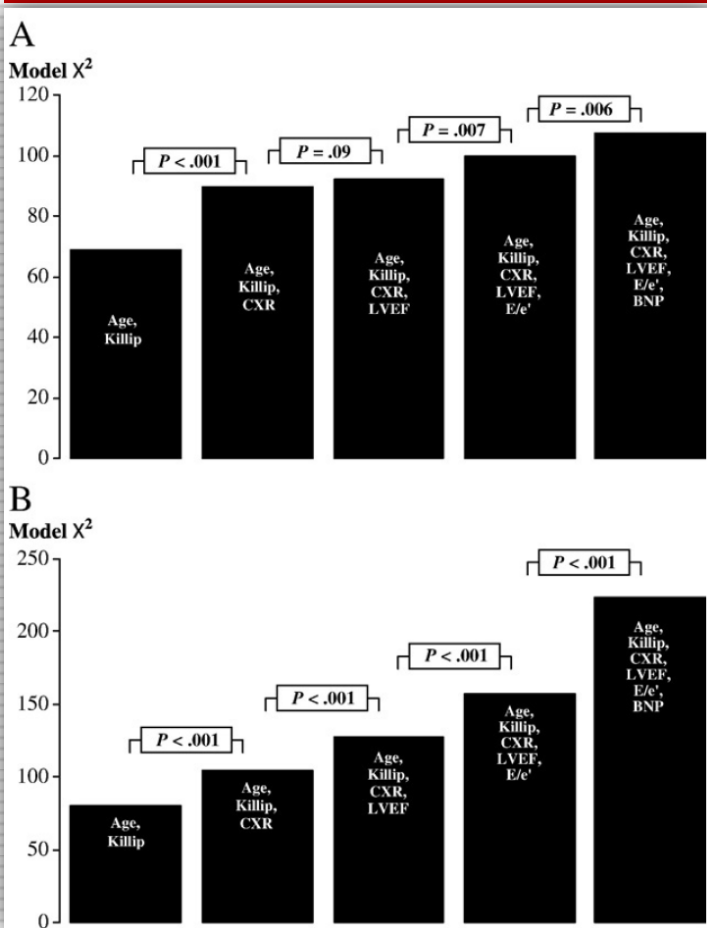 A
Model X²
120
100
80
60
40
20
0
P < .001
P = .09
P = .007
P = .006
Age,
Killip
Age,
Killip,
CXR
Age,
Killip,
CXR,
LVEF
Age,
Killip,
CXR,
LVEF,
E/e'
Age,
Killip,
CXR,
LVEF,
E/e',
BNP
B
Model X²
250
200
150
100
50
0
P < .001
P < .001
P < .001
P < .001
Age,
Killip
Age,
Killip,
CXR
Age,
Killip,
CXR,
LVEF
Age,
Killip,
CXR,
LVEF,
E/e'
Age,
Killip,
CXR,
LVEF,
E/e',
BNP